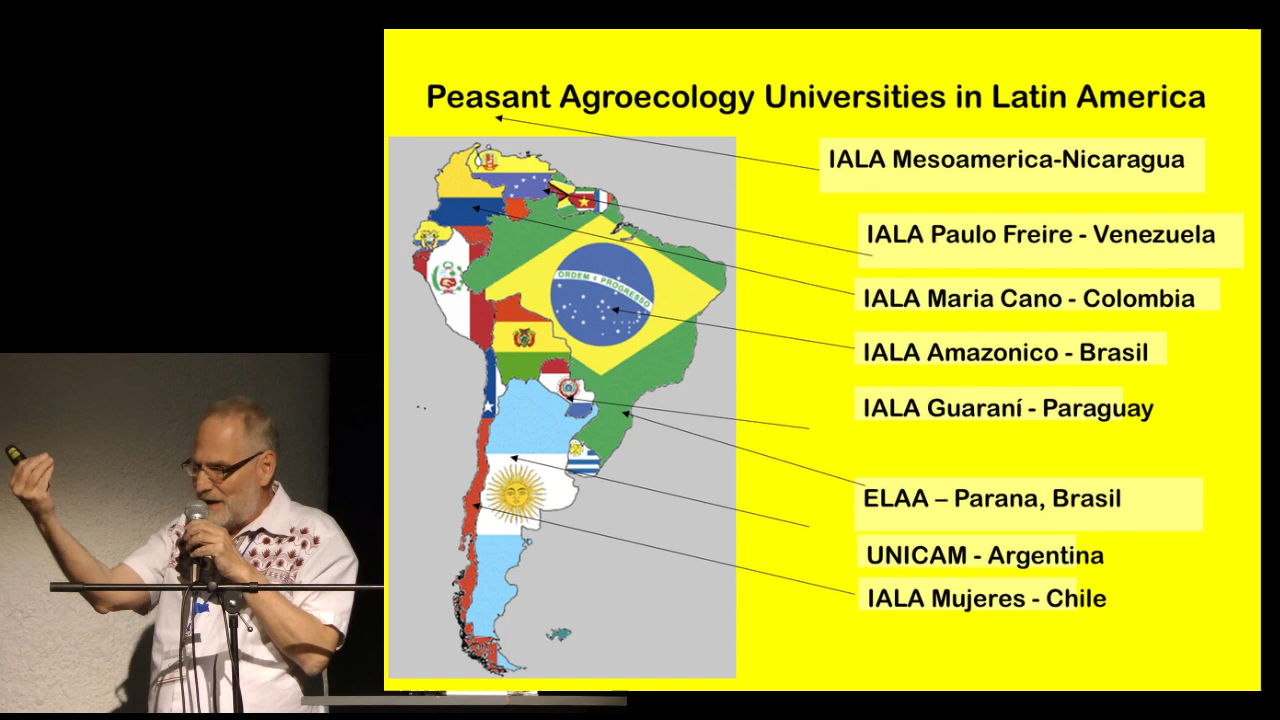 Peasant Agroecology Universities in Latin America
IALA Mesoamerica-Nicaragua
IALA Paulo Freire - Venezuela
IALA Maria Cano - Colombia
ORDEM E PROGRESSO
IALA Amazonico - Brasil
IALA Guaraní - Paraguay
ELAA – Parana, Brasil
UNICAM - Argentina
IALA Mujeres - Chile